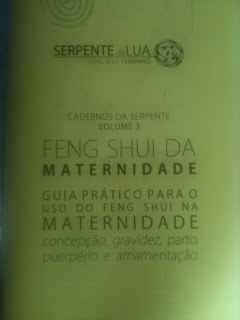 SERPENTE da LUA
FENG SHUI FEMININO
CADERNOS DA SERPENTE
VOLUME 3
FENG SHUI DA
MATERNIDADE
GUIA PRÁTICO PARA O
USO DO FENG SHUI NA
MATERNIDADE
concepção, gravidez, parto,
puerpério e amamentação